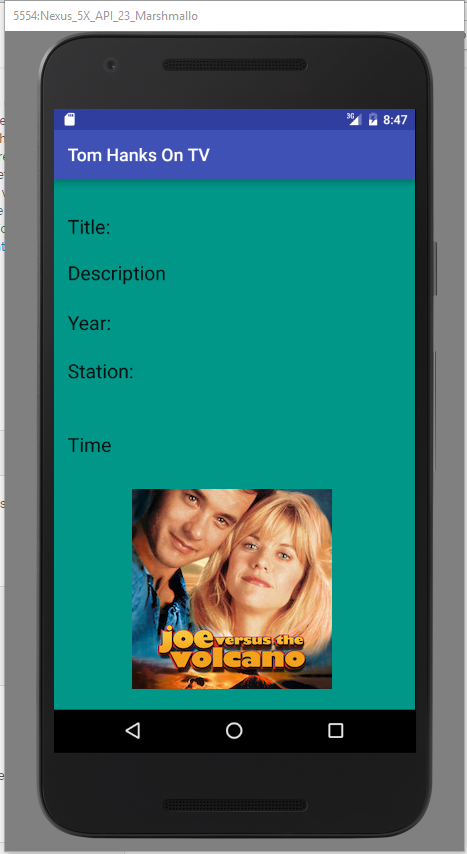 5554:Nexus_5X_API_23_Marshmallo
3G 8:47
Tom Hanks On TV
Title:
Description
Year:
Station:
Time
joe versus the
volcano